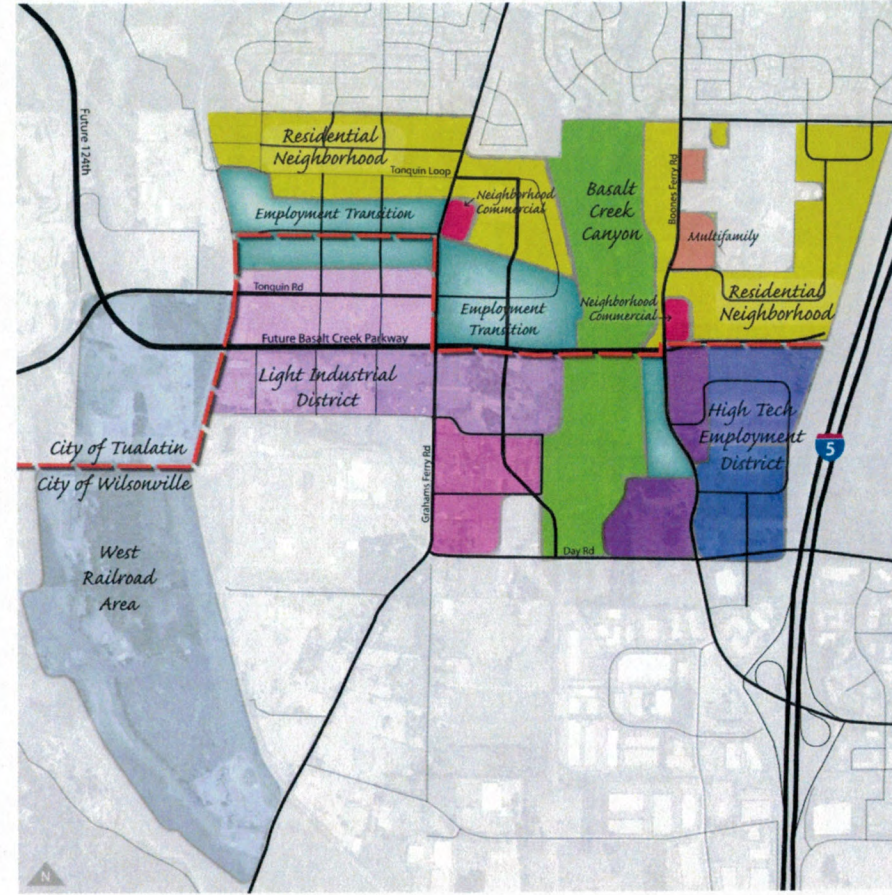 Future 124th
Residential
Neighborhood
Tonquin Loop
Neighborhood
Commercial
Employment Transition
Basalt
Creek
Canyon
Boones Ferry Rd
Multifamily
Tonquin Rd
Employment
Transition
Neighborhood
Commercial
Residential
Neighborhood
Future Basalt Creek Parkway
Light Industrial
District
High Tech
Employment
District
5
City of Tualatin
City of Wilsonville
Grahams Ferry Rd
Day Rd
West
Railroad
Area
N